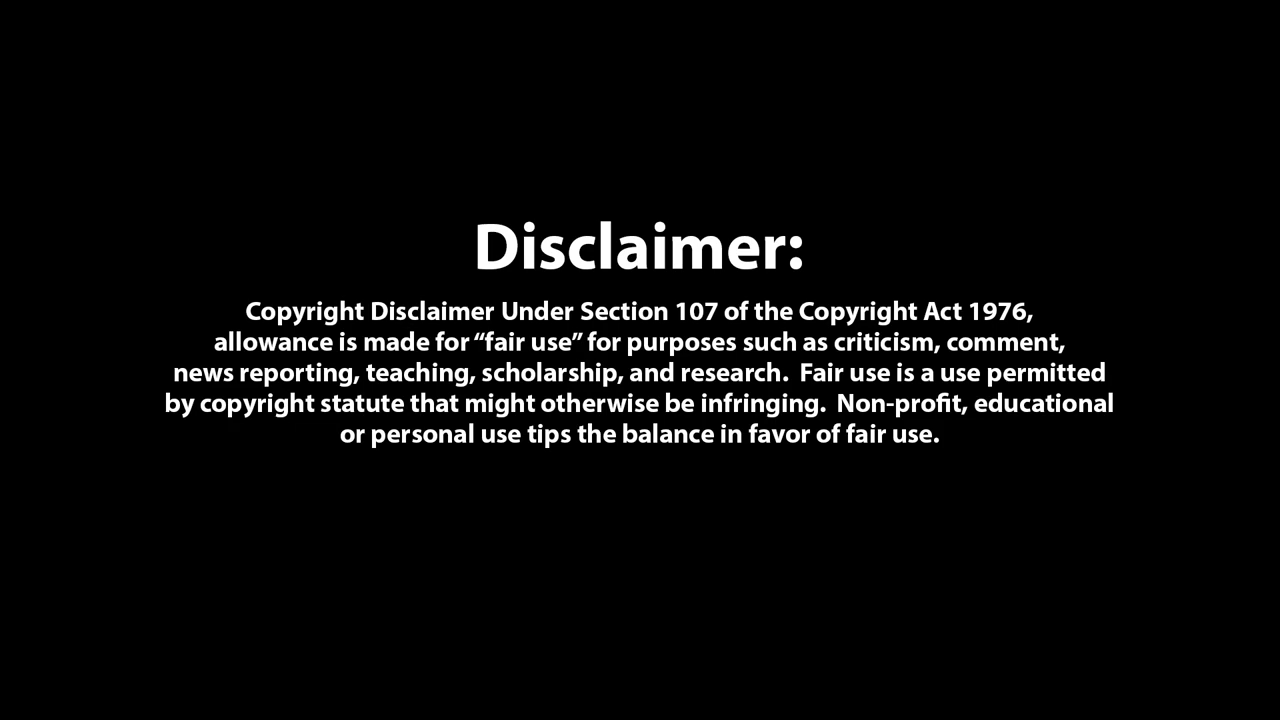 Disclaimer:
Copyright Disclaimer Under Section 107 of the Copyright Act 1976,
allowance is made for “fair use” for purposes such as criticism, comment,
news reporting, teaching, scholarship, and research.  Fair use is a use permitted
by copyright statute that might otherwise be infringing.  Non-profit, educational
or personal use tips the balance in favor of fair use.